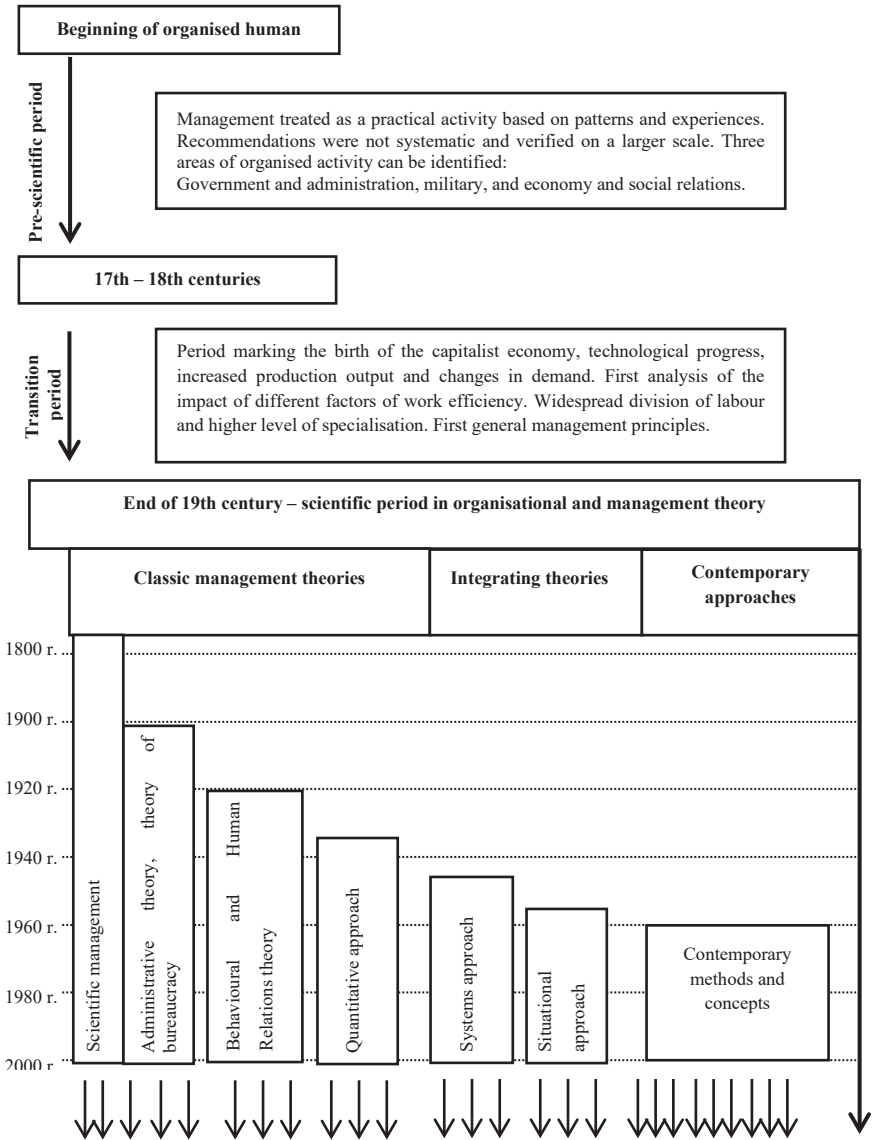 Beginning of organised human
Pre-scientific period
Management treated as a practical activity based on patterns and experiences.
Recommendations were not systematic and verified on a larger scale. Three
areas of organised activity can be identified:
Government and administration, military, and economy and social relations.
17th – 18th centuries
Transition
period
Period marking the birth of the capitalist economy, technological progress,
increased production output and changes in demand. First analysis of the
impact of different factors of work efficiency. Widespread division of labour
and higher level of specialisation. First general management principles.
End of 19th century – scientific period in organisational and management theory
Classic management theories
Integrating theories
Contemporary
approaches
1800 r.
1900 r.
1920 r.
1940 r.
1960 r.
1980 r.
2000 r
Scientific management
Administrative theory, theory of
bureaucracy
Behavioural and Human
Relations theory
Quantitative approach
Systems approach
Situational
approach
Contemporary
methods and
concepts